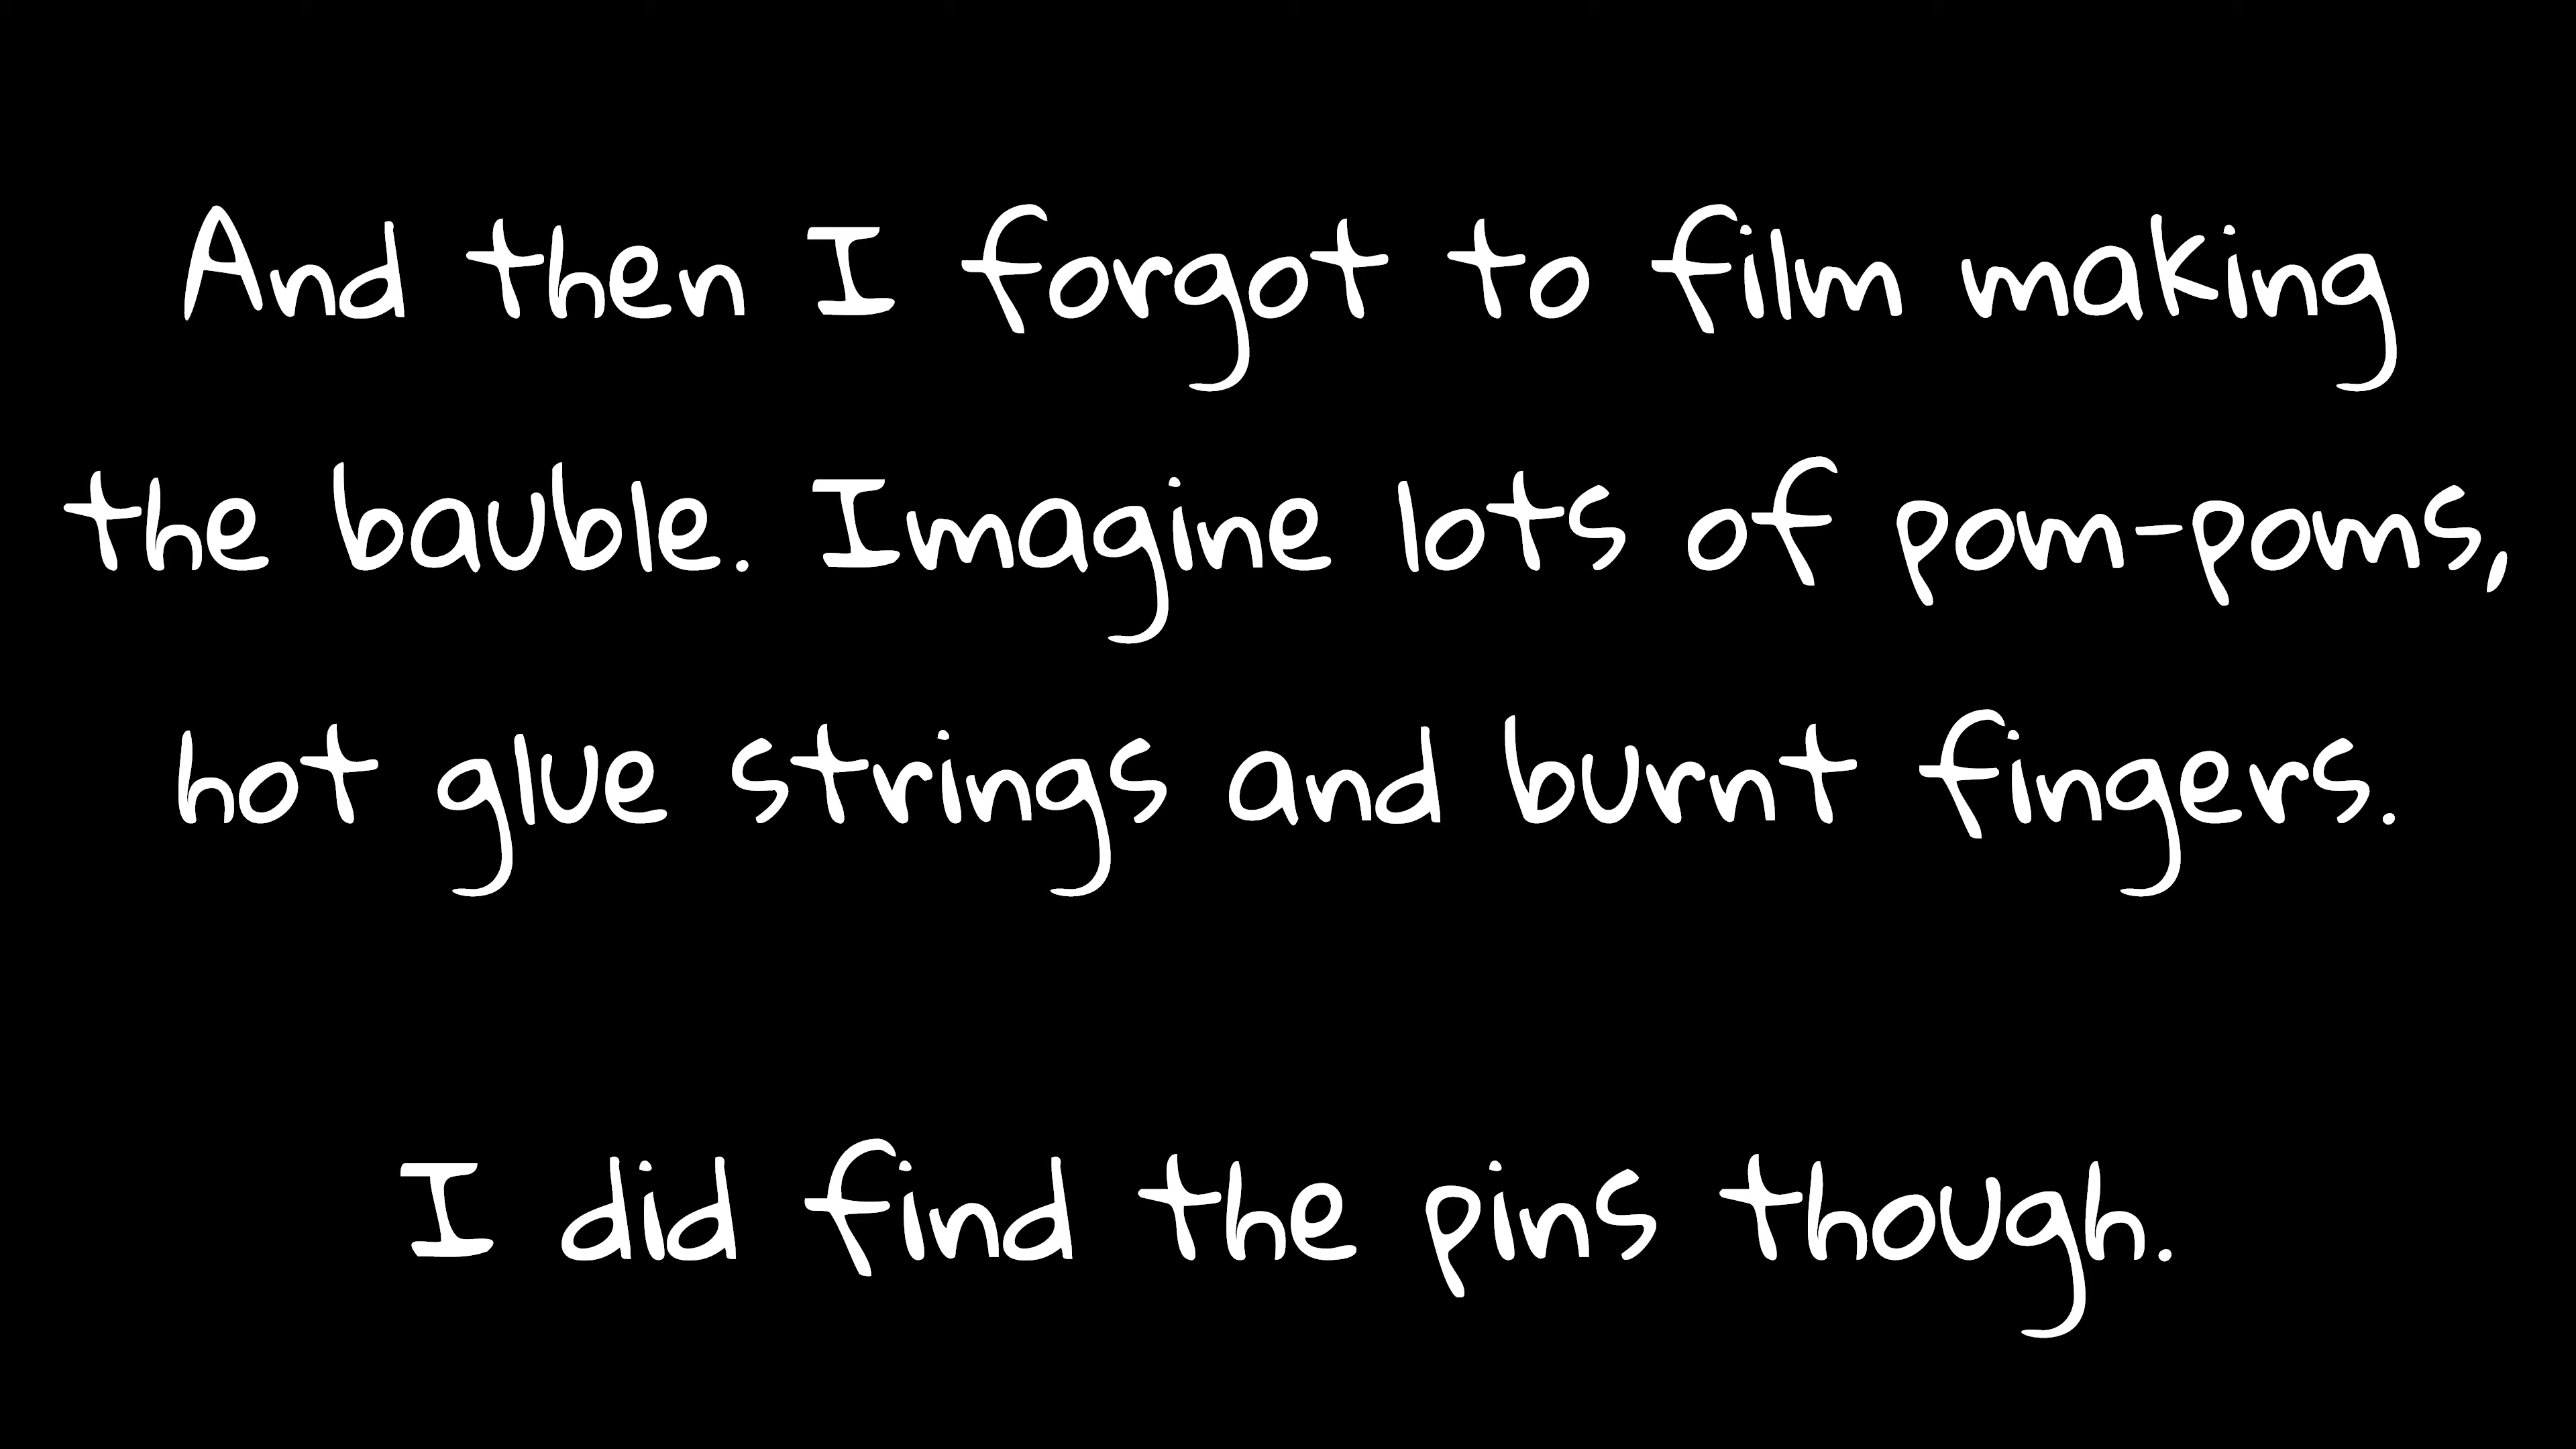 And then I forgot to film making
the bauble. Imagine lots of pom-poms,
hot glue strings and burnt fingers.
I did find the pins though.